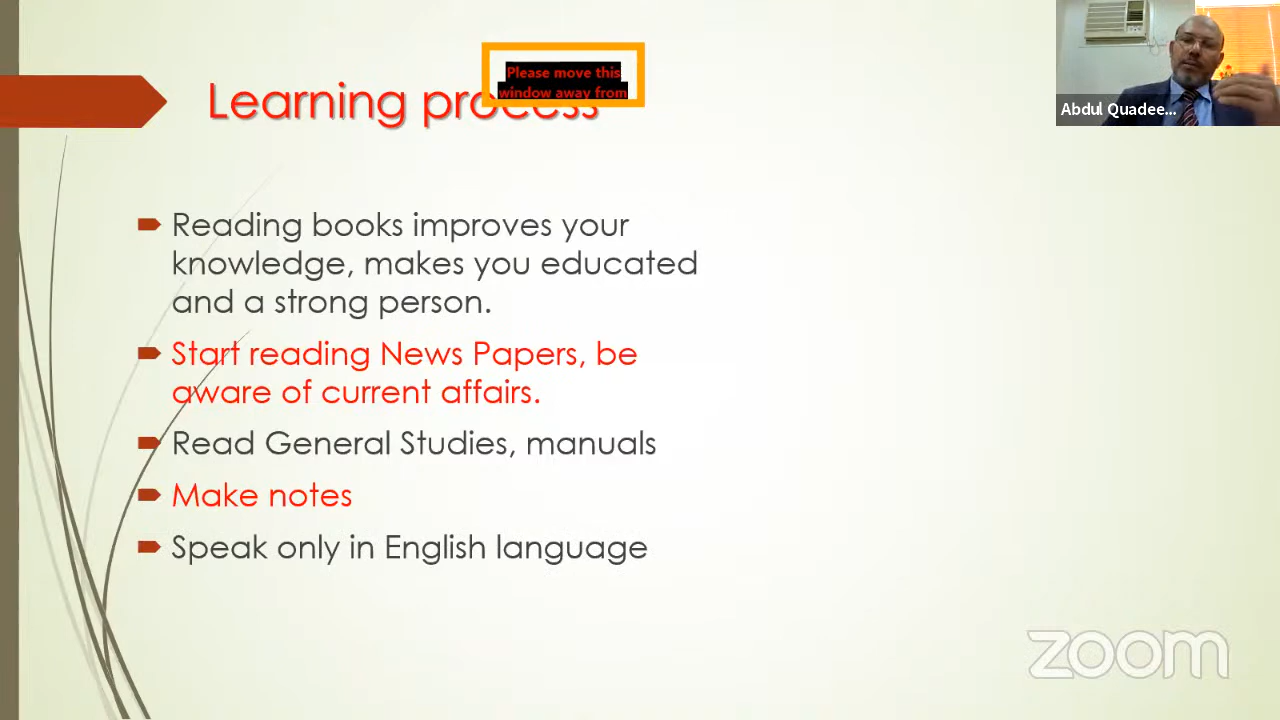 Please move this
window away from
Learning process
Abdul Quadee...
Reading books improves your
knowledge, makes you educated
and a strong person.
Start reading News Papers, be
aware of current affairs.
Read General Studies, manuals
Make notes
Speak only in English language
zoom